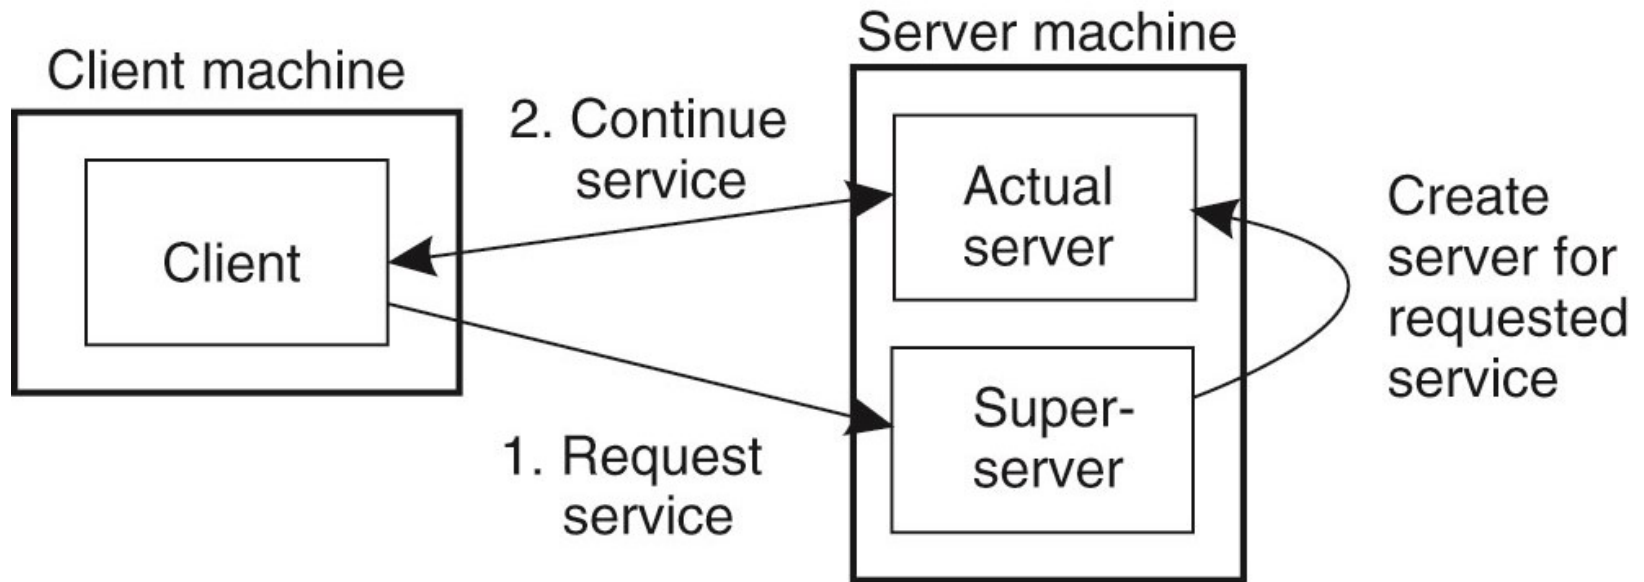 Client machine
Client
2. Continue
service
1. Request
service
Server machine
Actual
server
Super-
server
Create
server for
requested
service